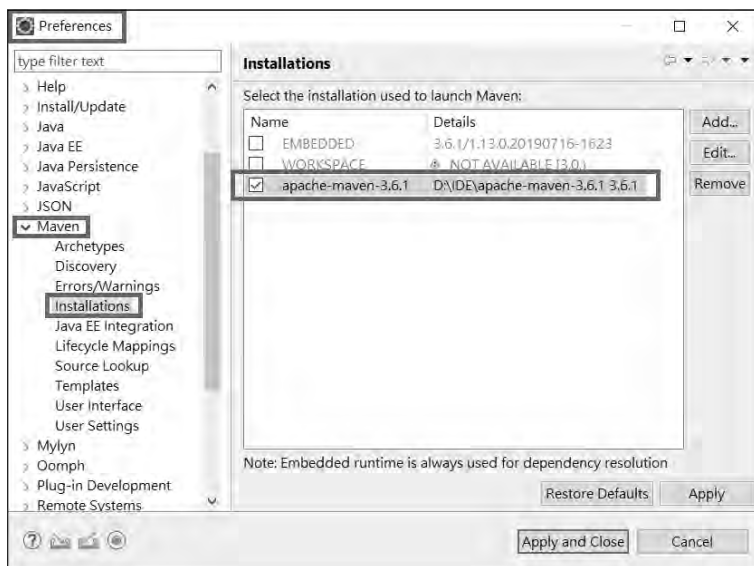 Preferences
type filter text
Help
Install/Update
Java
Java EE
Java Persistence
JavaScript
JSON
Maven
Archetypes
Discovery
Errors/Warnings
Installations
Java EE Integration
Lifecycle Mappings
Source Lookup
Templates
User Interface
User Settings
Mylyn
Oomph
Plug-in Development
Remote Systems
Installations
Select the installation used to launch Maven:
Name Details
EMBEDDED 3.6.1/1.13.0.20190716-1623
WORKSPACE NOT AVAILABLE [3.0,)
apache-maven-3.6.1 D:\IDE\apache-maven-3.6.1 3.6.1
Add...
Edit...
Remove
Note: Embedded runtime is always used for dependency resolution
Restore Defaults Apply
Apply and Close Cancel